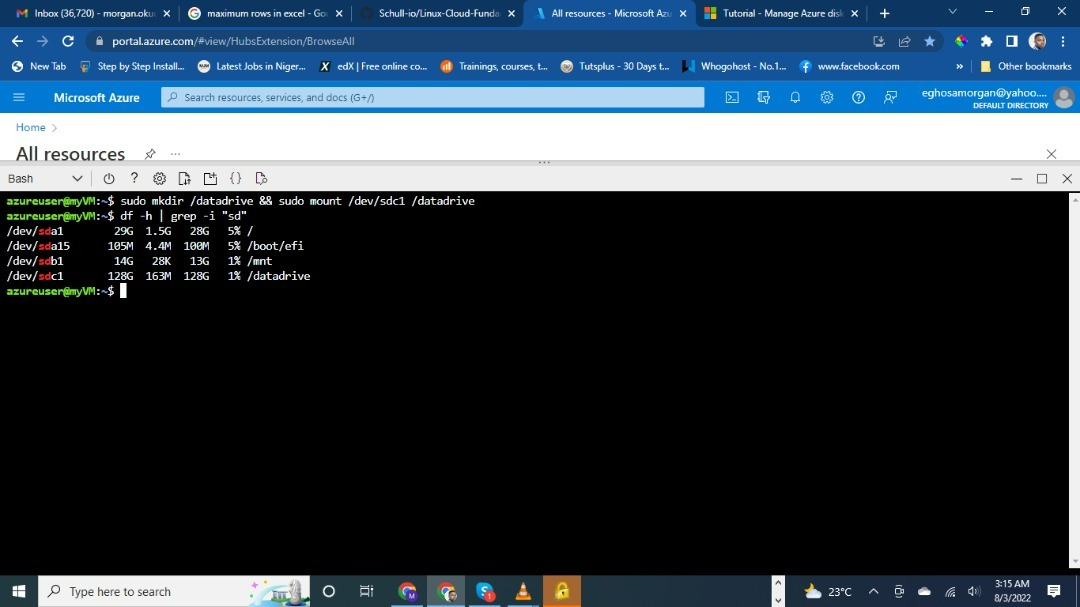 Inbox (36,720) - morgan.oku
maximum rows in excel - Go
Schull-io/Linux-Cloud-Funda
All resources - Microsoft Azu
Tutorial - Manage Azure disk
portal.azure.com/#view/HubsExtension/BrowseAll
New Tab
Step by Step Install...
Latest Jobs in Niger...
edX | Free online co...
Trainings, courses, t...
Tutsplus - 30 Days t...
Whogohost - No.1...
www.facebook.com
»
Other bookmarks
Microsoft Azure
Search resources, services, and docs (G+/)
eghosamorgan@yahoo....
DEFAULT DIRECTORY
Home >
All resources
Bash
azureuser@myVM:~$ sudo mkdir /datadrive && sudo mount /dev/sdc1 /datadrive
azureuser@myVM:~$ df -h | grep -i "sd"
/dev/sda1 29G 1.5G 28G 5% /
/dev/sda15 105M 4.4M 100M 5% /boot/efi
/dev/sdb1 14G 28K 13G 1% /mnt
/dev/sdc1 128G 163M 128G 1% /datadrive
azureuser@myVM:~$
Type here to search
23°C
3:15 AM
8/3/2022